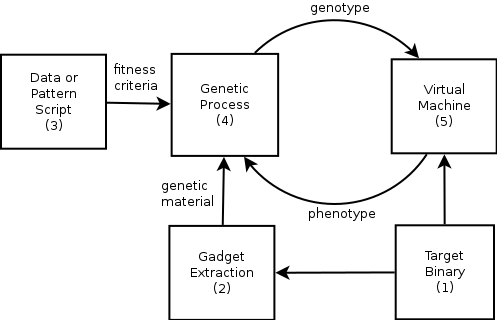 genotype
Data or
Pattern
Script
(3)
fitness
criteria
Genetic
Process
(4)
Virtual
Machine
(5)
genetic
material
phenotype
Gadget
Extraction
(2)
Target
Binary
(1)